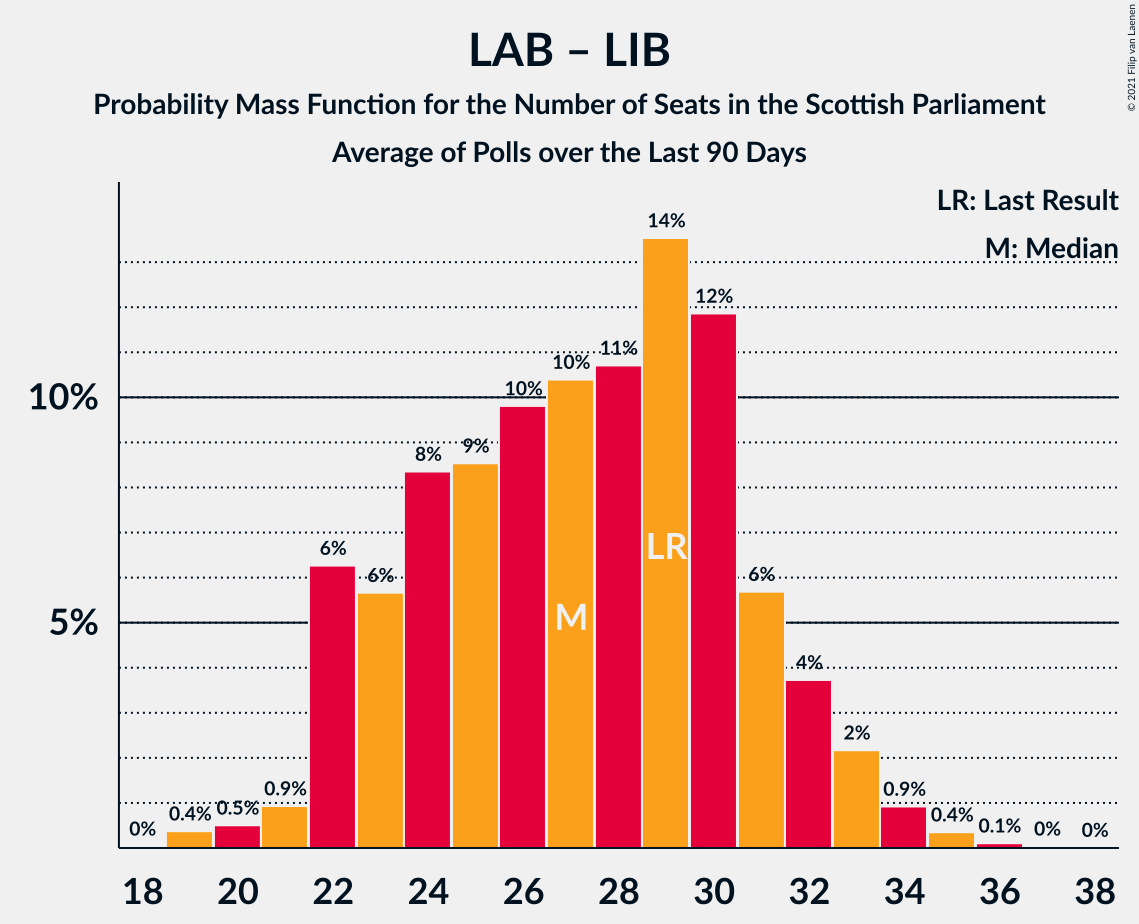 LAB – LIB
Probability Mass Function for the Number of Seats in the Scottish Parliament
Average of Polls over the Last 90 Days
© 2021 Filip van Laenen
LR: Last Result
M: Median
10%
5%
0%
0.4%
0.5%
0.9%
6%
6%
8%
9%
10%
10%
11%
14%
12%
6%
4%
2%
0.9%
0.4%
0.1%
0%
0%
M
LR
18 20 22 24 26 28 30 32 34 36 38